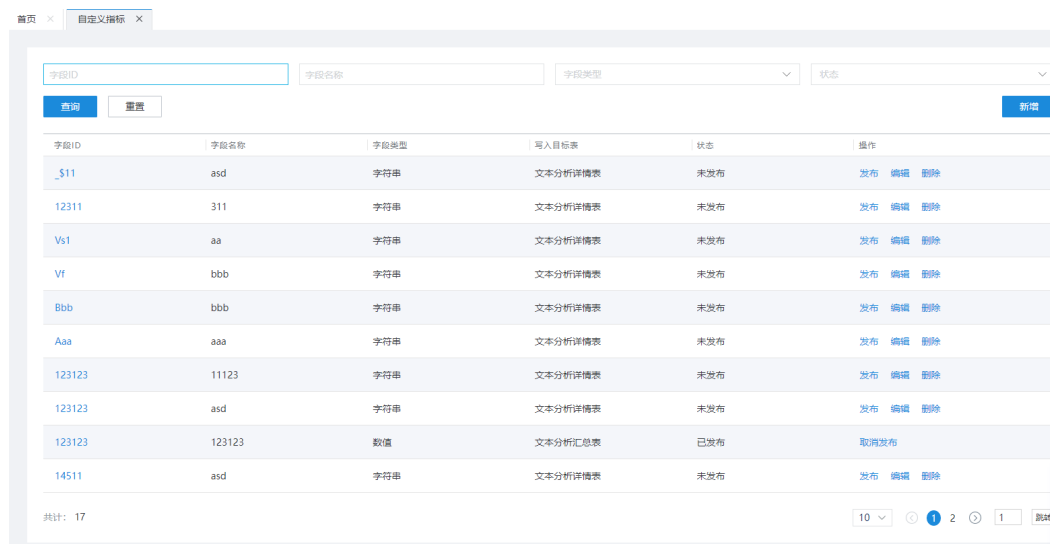 首页 × 自定义指标 ×
字段ID 字段名称 字段类型 状态
查询 重置 新增
字段ID 字段名称 字段类型 写入目标表 状态 操作
_$11 asd 字符串 文本分析详情表 未发布 发布 编辑 删除
12311 311 字符串 文本分析详情表 未发布 发布 编辑 删除
Vs1 aa 字符串 文本分析详情表 未发布 发布 编辑 删除
Vf bbb 字符串 文本分析详情表 未发布 发布 编辑 删除
Bbb bbb 字符串 文本分析详情表 未发布 发布 编辑 删除
Aaa aaa 字符串 文本分析详情表 未发布 发布 编辑 删除
123123 11123 字符串 文本分析详情表 未发布 发布 编辑 删除
123123 asd 字符串 文本分析详情表 未发布 发布 编辑 删除
123123 123123 数值 文本分析汇总表 已发布 取消发布
14511 asd 字符串 文本分析详情表 未发布 发布 编辑 删除
共计： 17 10 1 2 1 跳转